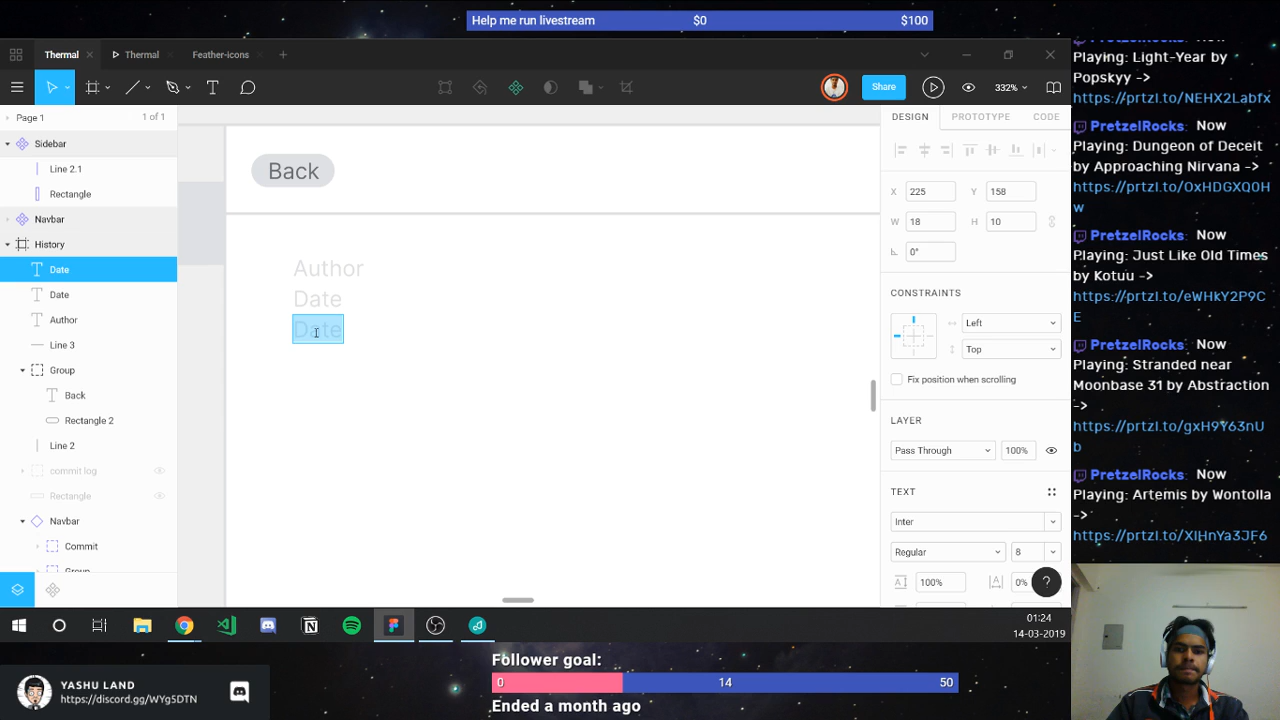 Help me run livestream $0 $100
Thermal Thermal Feather-icons
Share 332%
Page 1 1 of 1
Sidebar
Line 2.1
Rectangle
Navbar
History
Date
Date
Author
Line 3
Group
Back
Rectangle 2
Line 2
commit log
Rectangle
Navbar
Commit
Group
Back
Author
Date
Date
DESIGN PROTOTYPE CODE
X 225 Y 158
W 18 H 10
0°
CONSTRAINTS
Left
Top
Fix position when scrolling
LAYER
Pass Through 100%
TEXT
Inter
Regular 8
100% 0%
?
01:24
14-03-2019
PretzelRocks: Now
Playing: Light-Year by
Popskyy ->
https://prtzl.to/NEHX2Labfx
PretzelRocks: Now
Playing: Dungeon of Deceit
by Approaching Nirvana ->
https://prtzl.to/OxHDGXQ0H
w
PretzelRocks: Now
Playing: Just Like Old Times
by Kotuu ->
https://prtzl.to/eWHkY2P9C
E
PretzelRocks: Now
Playing: Stranded near
Moonbase 31 by Abstraction
->
https://prtzl.to/gxH9Y63nU
b
PretzelRocks: Now
Playing: Artemis by Wontolla
->
https://prtzl.to/XlHnYa3JF6
YASHU LAND
https://discord.gg/WYg5DTN
Follower goal:
0 14 50
Ended a month ago